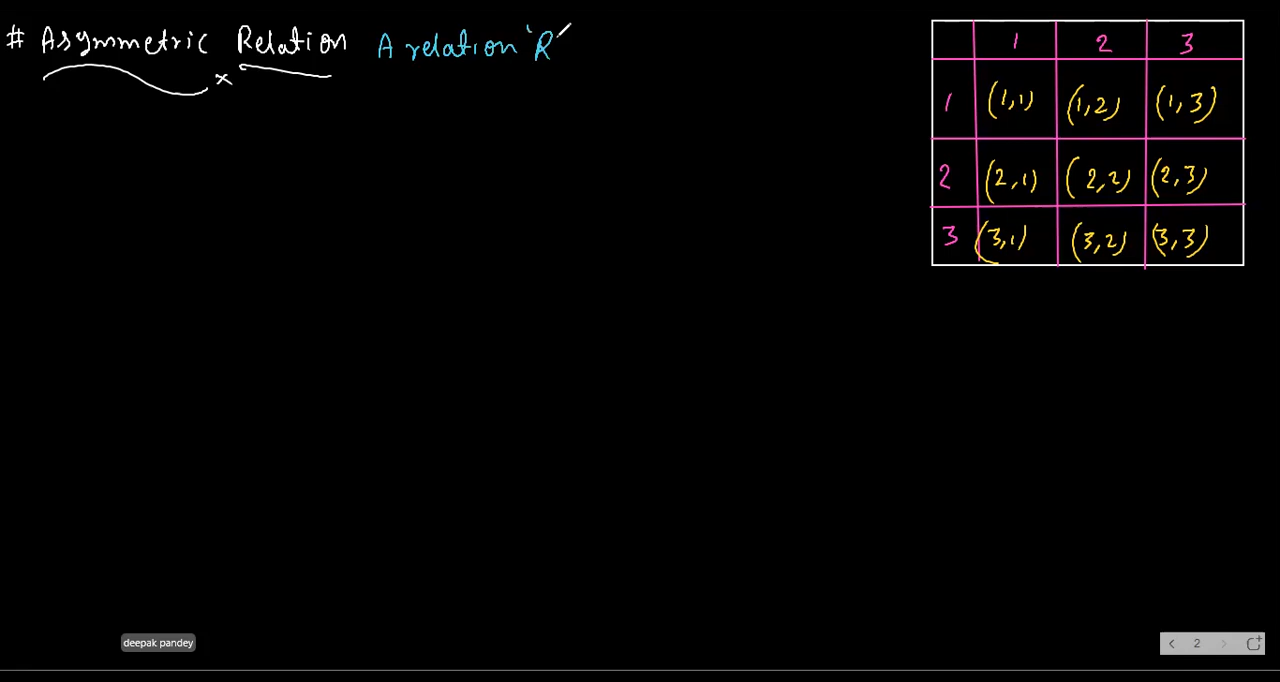 # Asymmetric Relation A relation 'R'
1 2 3
1 (1,1) (1,2) (1,3)
2 (2,1) (2,2) (2,3)
3 (3,1) (3,2) (3,3)
deepak pandey
< 2 >